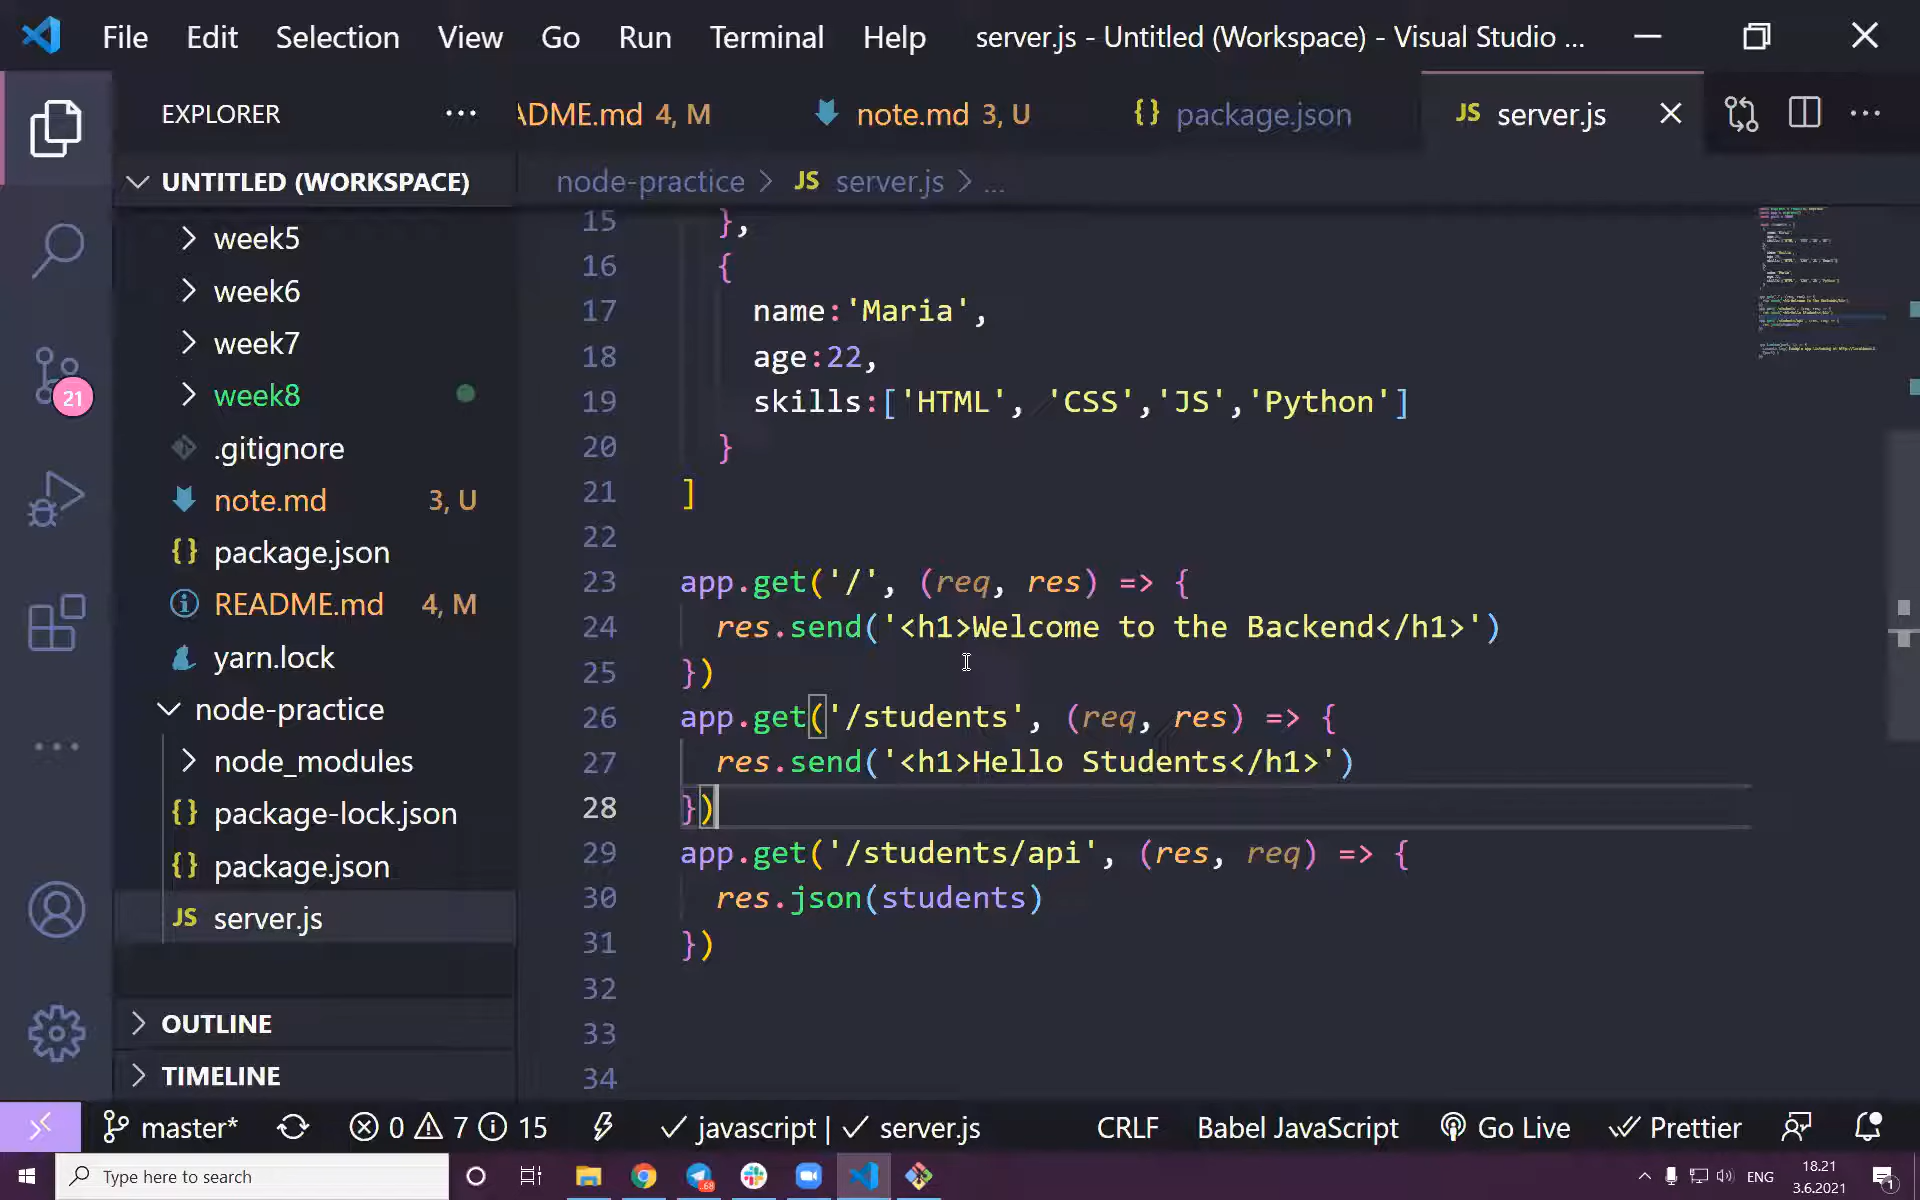 File Edit Selection View Go Run Terminal Help server.js - Untitled (Workspace) - Visual Studio ...
EXPLORER ... ADME.md 4, M note.md 3, U {} package.json JS server.js
UNTITLED (WORKSPACE)
node-practice > JS server.js > ...
week5
week6
week7
week8
.gitignore
note.md 3, U
{} package.json
README.md 4, M
yarn.lock
node-practice
node_modules
{} package-lock.json
{} package.json
JS server.js
OUTLINE
TIMELINE
21
15 },
16 {
17 name:'Maria',
18 age:22,
19 skills:['HTML', 'CSS','JS','Python']
20 }
21 ]
22
23 app.get('/', (req, res) => {
24 res.send('<h1>Welcome to the Backend</h1>')
25 })
26 app.get('/students', (req, res) => {
27 res.send('<h1>Hello Students</h1>')
28 })
29 app.get('/students/api', (res, req) => {
30 res.json(students)
31 })
32
33
34
master* 0 7 15 javascript | server.js CRLF Babel JavaScript Go Live Prettier
Type here to search ENG 18.21
3.6.2021